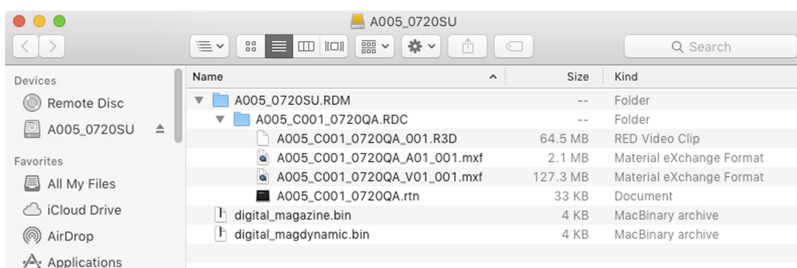 A005_0720SU
Search
Devices
Remote Disc
A005_0720SU
Favorites
All My Files
iCloud Drive
AirDrop
Applications
Name Size Kind
A005_0720SU.RDM -- Folder
A005_C001_0720QA.RDC -- Folder
A005_C001_0720QA_001.R3D 64.5 MB RED Video Clip
A005_C001_0720QA_A01_001.mxf 2.1 MB Material eXchange Format
A005_C001_0720QA_V01_001.mxf 127.3 MB Material eXchange Format
A005_C001_0720QA.rtn 33 KB Document
digital_magazine.bin 4 KB MacBinary archive
digital_magdynamic.bin 4 KB MacBinary archive